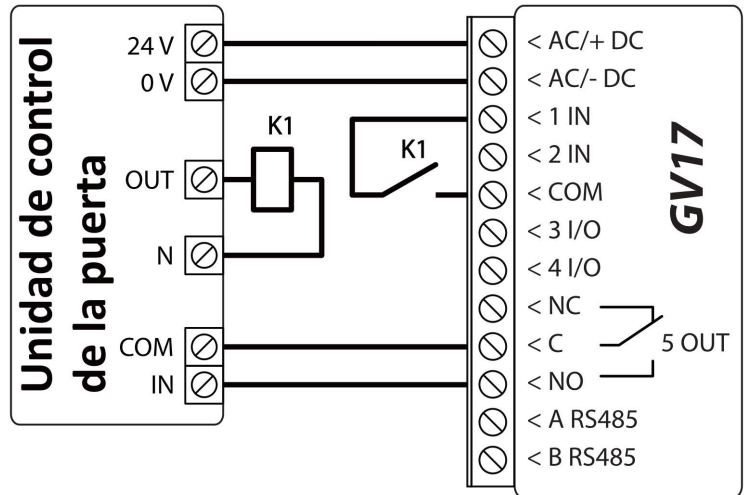 Unidad de control
de la puerta
24 V
0 V
OUT
N
COM
IN
K1
K1
< AC/+ DC
< AC/- DC
< 1 IN
< 2 IN
< COM
< 3 I/O
< 4 I/O
< NC
< C
< NO
< A RS485
< B RS485
5 OUT
GV17